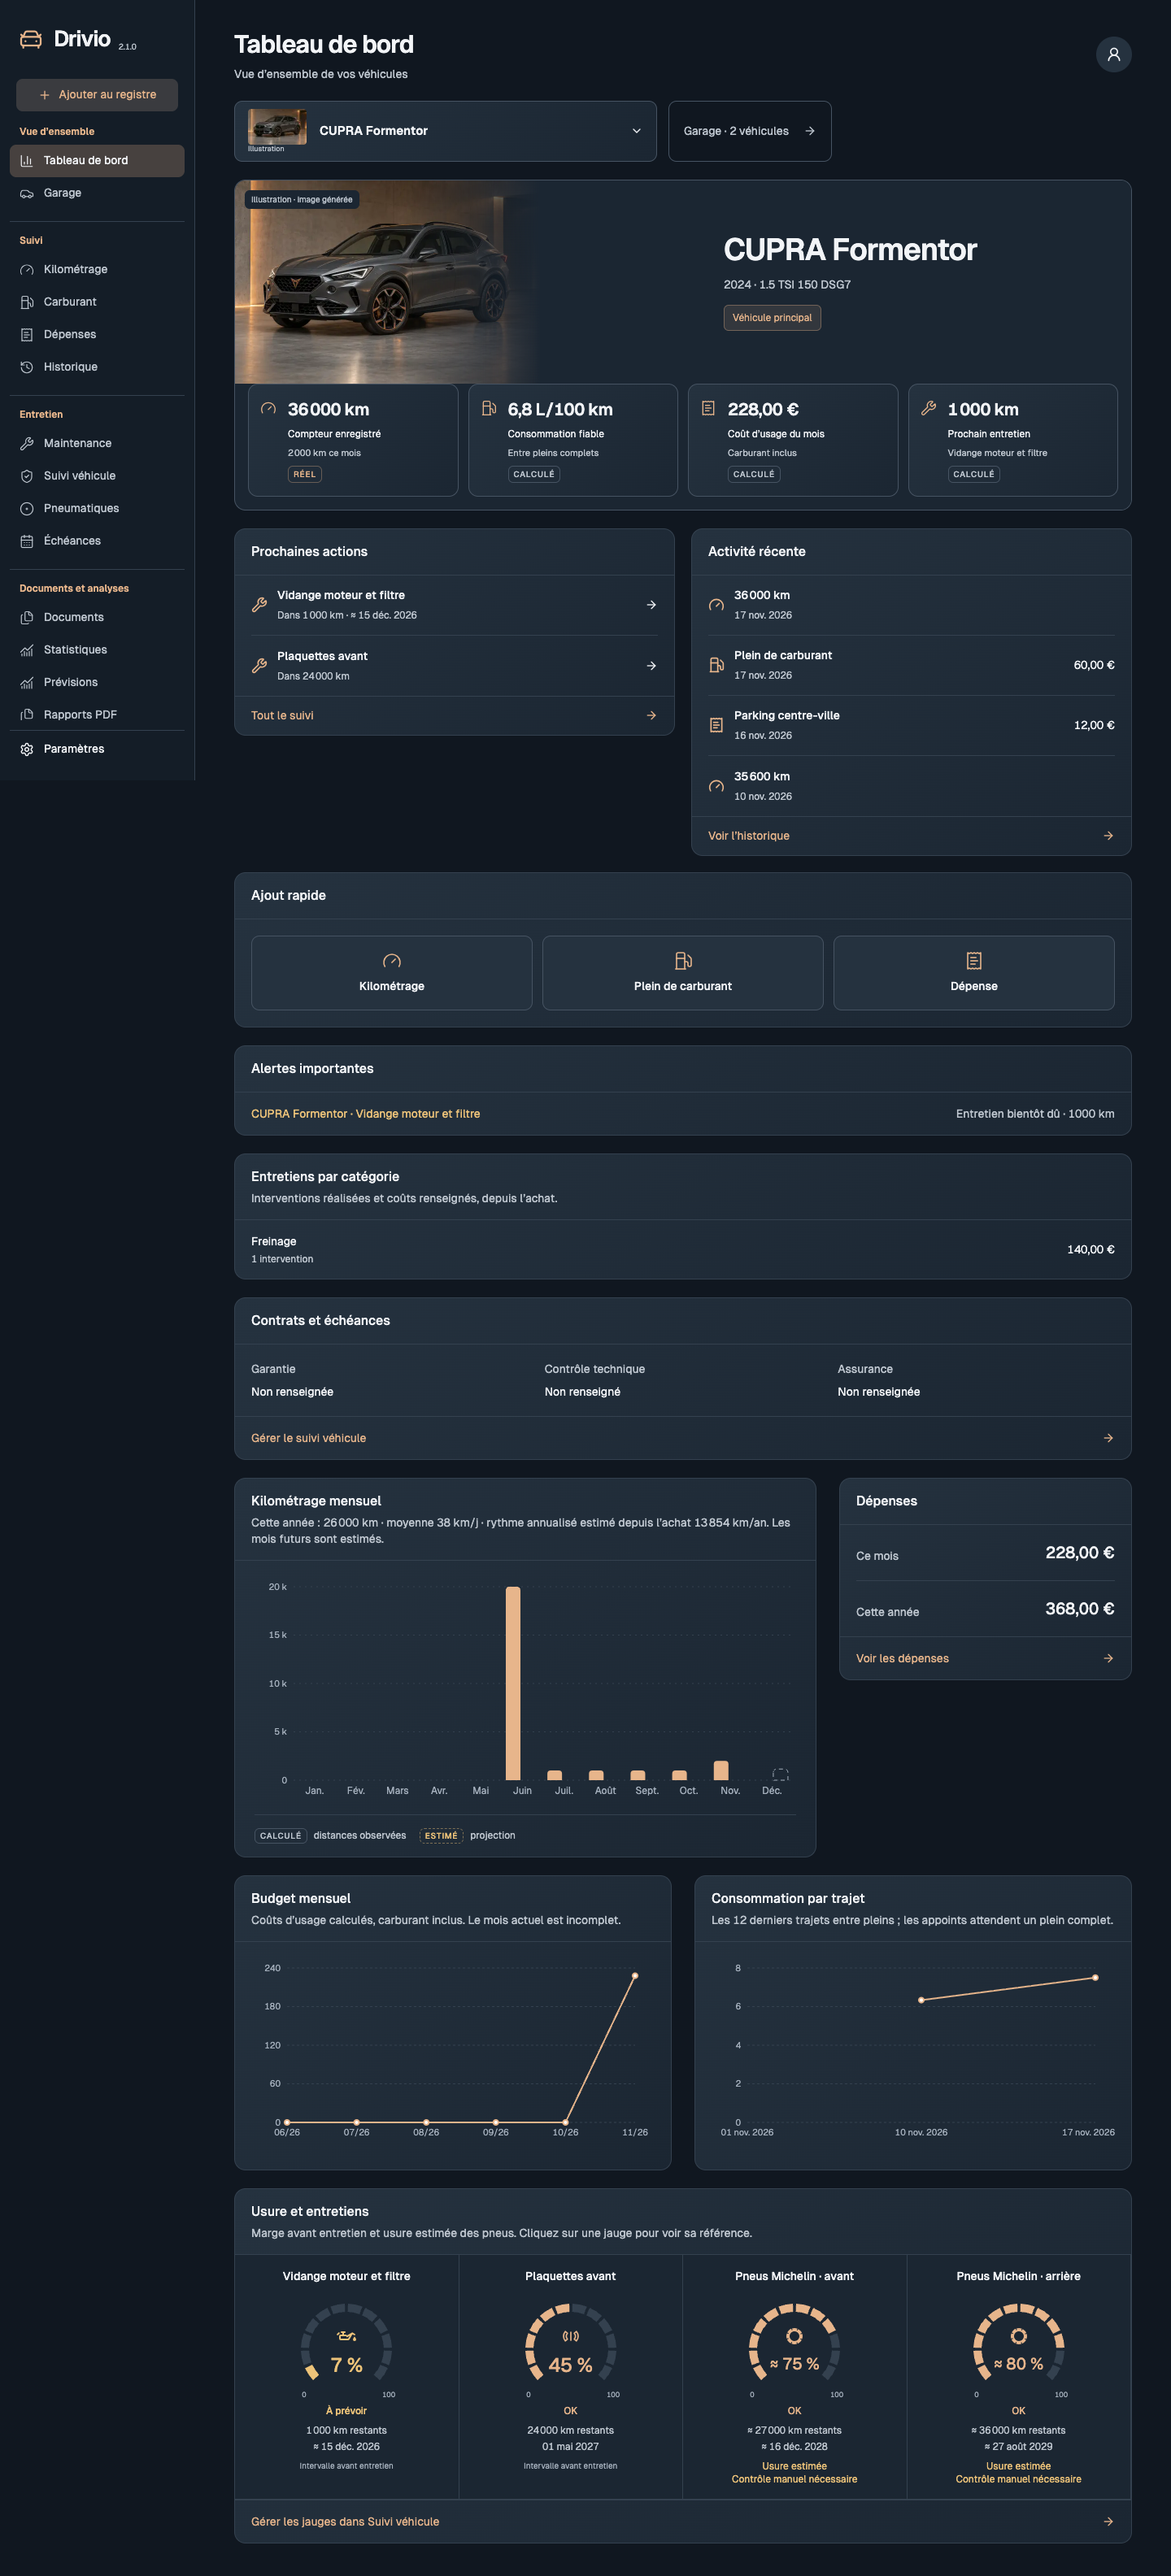 Drivio 2.1.0
Ajouter au registre
Vue d'ensemble
Tableau de bord
Garage
Suivi
Kilométrage
Carburant
Dépenses
Historique
Entretien
Maintenance
Suivi véhicule
Pneumatiques
Échéances
Documents et analyses
Documents
Statistiques
Prévisions
Rapports PDF
Paramètres
Tableau de bord
Vue d'ensemble de vos véhicules
Illustration
CUPRA Formentor
Garage · 2 véhicules
Illustration · image générée
CUPRA Formentor
2024 · 1.5 TSI 150 DSG7
Véhicule principal
36 000 km
Compteur enregistré
2 000 km ce mois
RÉEL
6,8 L/100 km
Consommation fiable
Entre pleins complets
CALCULÉ
228,00 €
Coût d'usage du mois
Carburant inclus
CALCULÉ
1 000 km
Prochain entretien
Vidange moteur et filtre
CALCULÉ
Prochaines actions
Vidange moteur et filtre
Dans 1 000 km · ≈ 15 déc. 2026
Plaquettes avant
Dans 24 000 km
Tout le suivi
Activité récente
36 000 km
17 nov. 2026
Plein de carburant
17 nov. 2026
60,00 €
Parking centre-ville
16 nov. 2026
12,00 €
35 600 km
10 nov. 2026
Voir l'historique
Ajout rapide
Kilométrage
Plein de carburant
Dépense
Alertes importantes
CUPRA Formentor · Vidange moteur et filtre
Entretien bientôt dû · 1000 km
Entretiens par catégorie
Interventions réalisées et coûts renseignés, depuis l'achat.
Freinage
1 intervention
140,00 €
Contrats et échéances
Garantie
Non renseignée
Contrôle technique
Non renseigné
Assurance
Non renseignée
Gérer le suivi véhicule
Kilométrage mensuel
Cette année : 26 000 km · moyenne 38 km/j · rythme annualisé estimé depuis l'achat 13 854 km/an. Les
mois futurs sont estimés.
20 k
15 k
10 k
5 k
0
Jan. Fév. Mars Avr. Mai Juin Juil. Août Sept. Oct. Nov. Déc.
CALCULÉ distances observées ESTIMÉ projection
Dépenses
Ce mois 228,00 €
Cette année 368,00 €
Voir les dépenses
Budget mensuel
Coûts d'usage calculés, carburant inclus. Le mois actuel est incomplet.
240
180
120
60
0
06/26 07/26 08/26 09/26 10/26 11/26
Consommation par trajet
Les 12 derniers trajets entre pleins ; les appoints attendent un plein complet.
8
6
4
2
0
01 nov. 2026 10 nov. 2026 17 nov. 2026
Usure et entretiens
Marge avant entretien et usure estimée des pneus. Cliquez sur une jauge pour voir sa référence.
Vidange moteur et filtre
7 %
0 100
À prévoir
1 000 km restants
≈ 15 déc. 2026
Intervalle avant entretien
Plaquettes avant
45 %
0 100
OK
24 000 km restants
01 mai 2027
Intervalle avant entretien
Pneus Michelin · avant
≈ 75 %
0 100
OK
≈ 27 000 km restants
≈ 16 déc. 2028
Usure estimée
Contrôle manuel nécessaire
Pneus Michelin · arrière
≈ 80 %
0 100
OK
≈ 36 000 km restants
≈ 27 août 2029
Usure estimée
Contrôle manuel nécessaire
Gérer les jauges dans Suivi véhicule